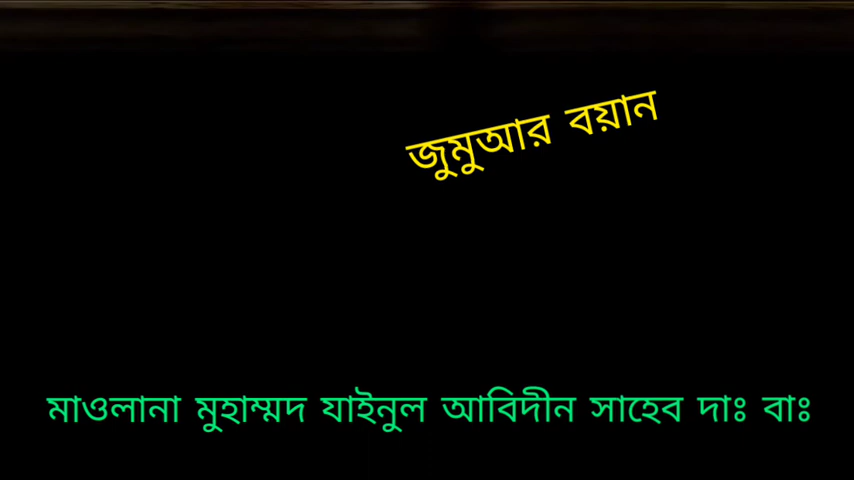 জুমুআর বয়ান
মাওলানা মুহাম্মদ যাইনুল আবিদীন সাহেব দাঃ বাঃ